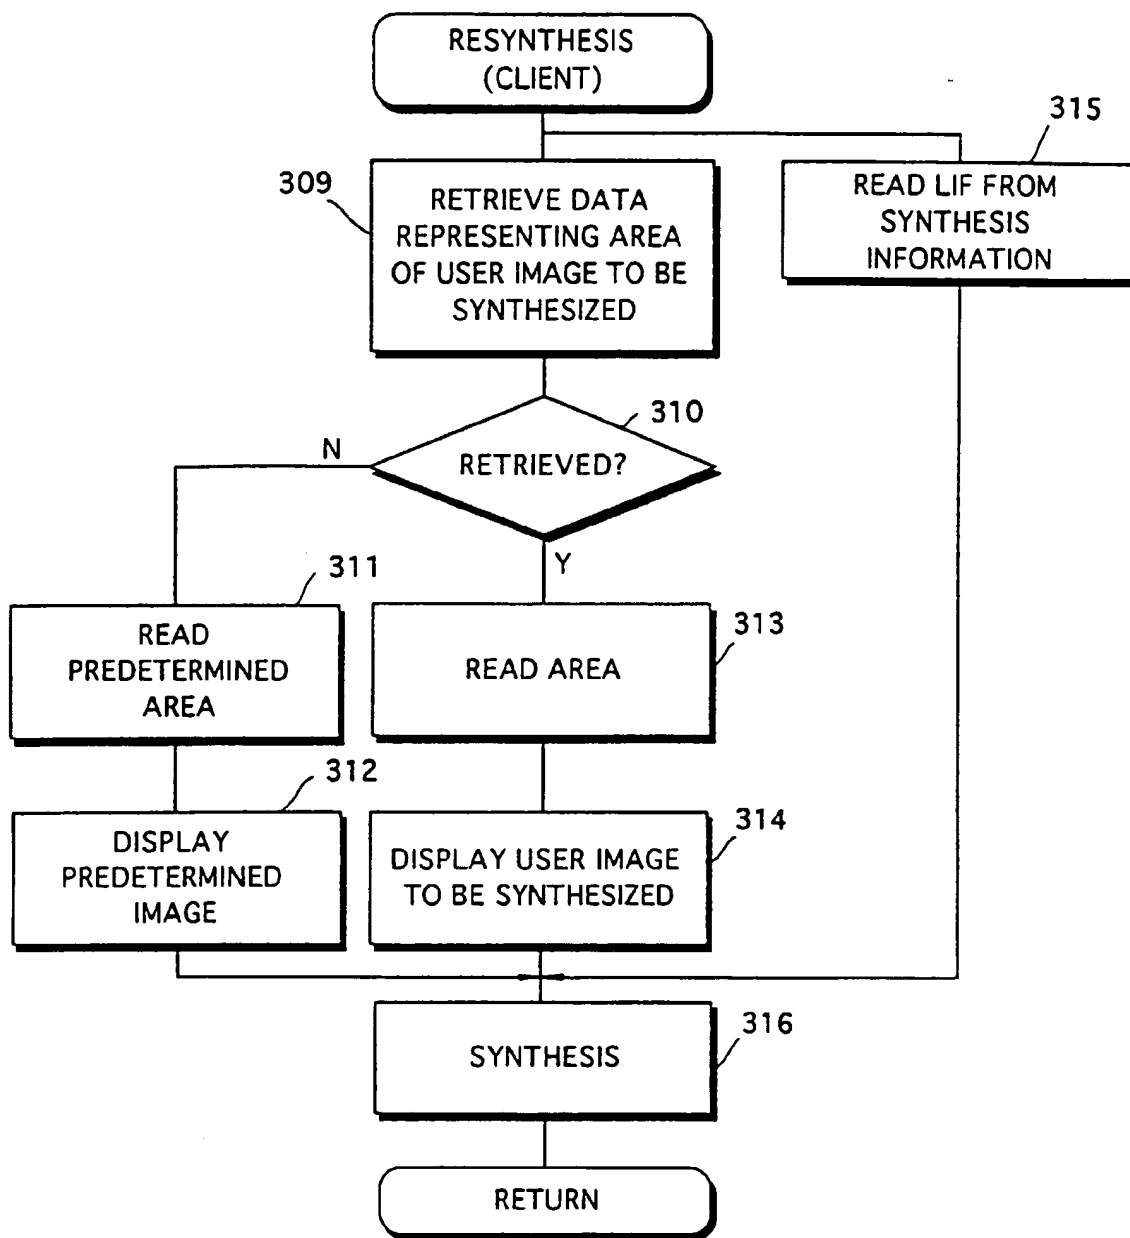 RESYNTHESIS
(CLIENT)
315
READ LIF FROM
SYNTHESIS
INFORMATION
309
RETRIEVE DATA
REPRESENTING AREA
OF USER IMAGE TO BE
SYNTHESIZED
310
N
RETRIEVED?
Y
311
READ
PREDETERMINED
AREA
313
READ AREA
312
DISPLAY
PREDETERMINED
IMAGE
314
DISPLAY USER IMAGE
TO BE SYNTHESIZED
316
SYNTHESIS
RETURN